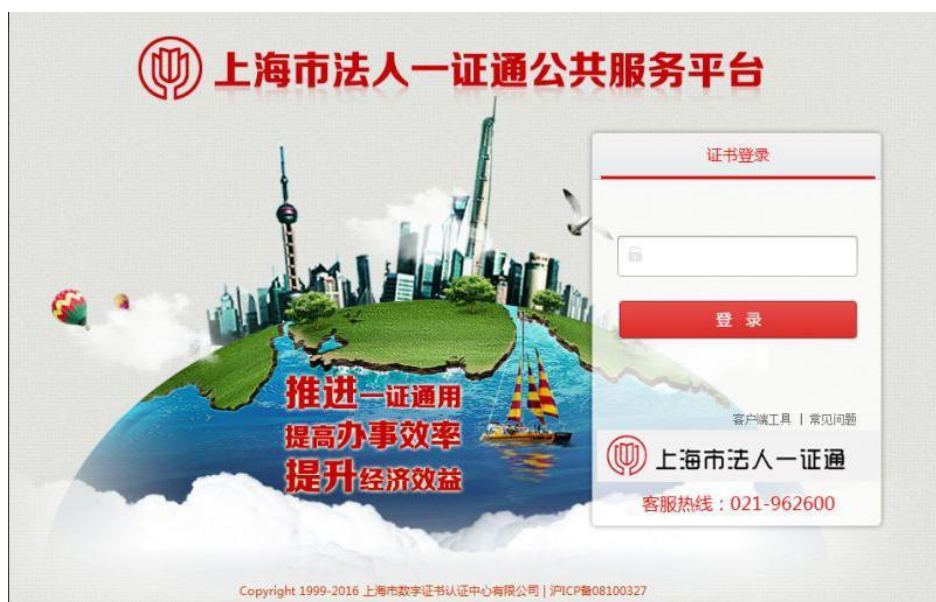 上海市法人一证通公共服务平台
证书登录
登 录
推进一证通用
提高办事效率
提升经济效益
客户端工具 | 常见问题
上海市法人一证通
客服热线：021-962600
Copyright 1999-2016 上海市数字证书认证中心有限公司 | 沪ICP备08100327